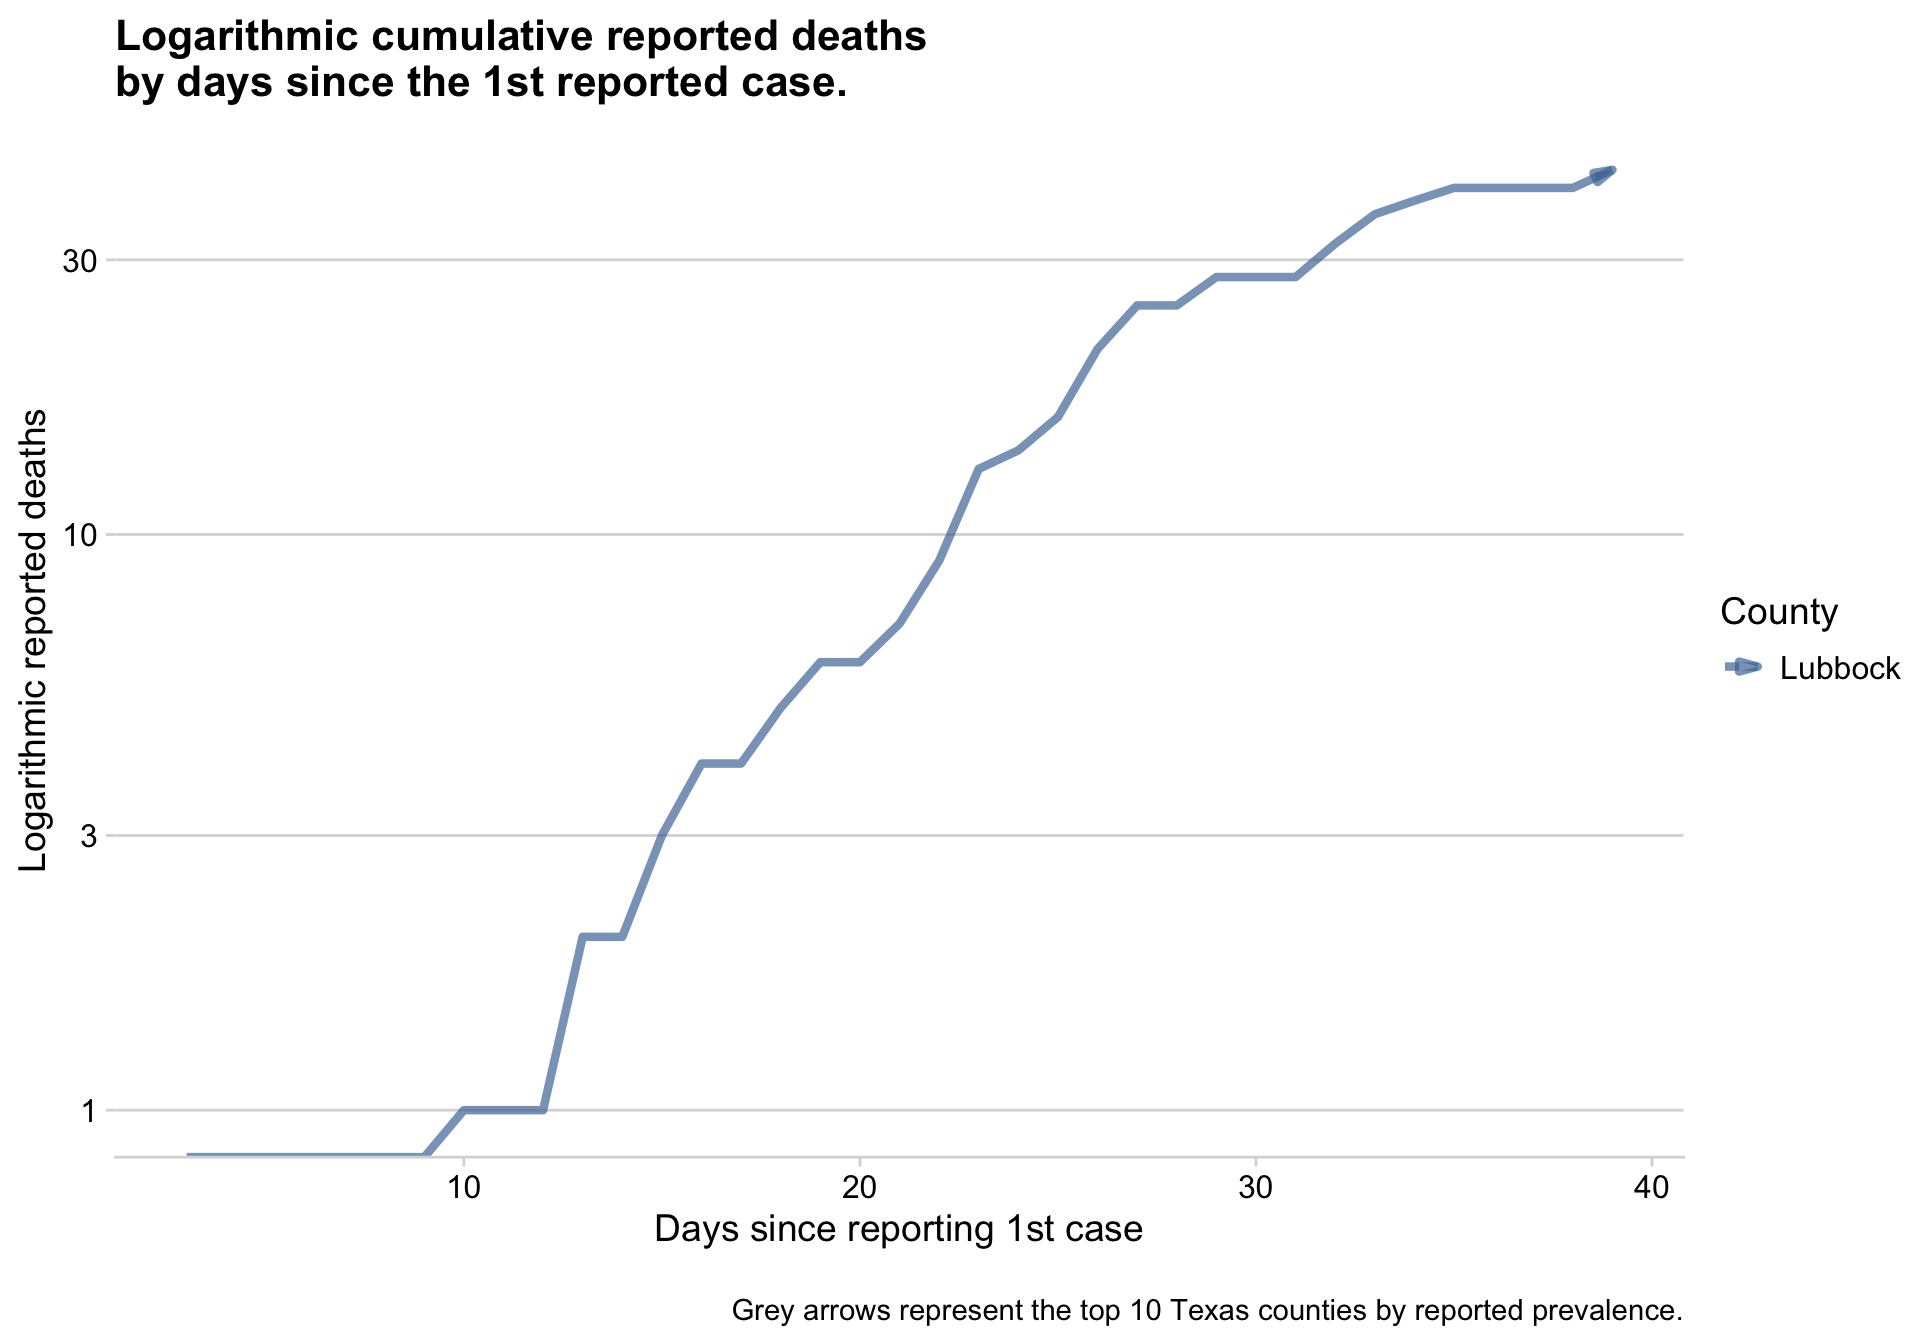 Logarithmic cumulative reported deaths
by days since the 1st reported case.
Logarithmic reported deaths
30
10
3
1
10
20
30
40
Days since reporting 1st case
County
Lubbock
Grey arrows represent the top 10 Texas counties by reported prevalence.